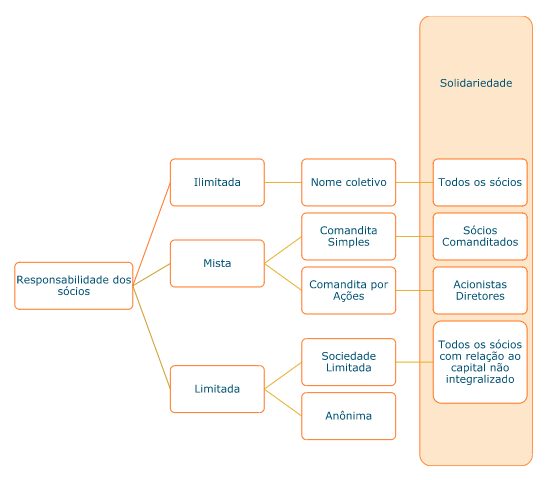 Solidariedade
Ilimitada
Nome coletivo
Todos os sócios
Comandita
Simples
Sócios
Comanditados
Mista
Responsabilidade dos
sócios
Comandita por
Ações
Acionistas
Diretores
Todos os sócios
com relação ao
capital não
integralizado
Sociedade
Limitada
Limitada
Anônima